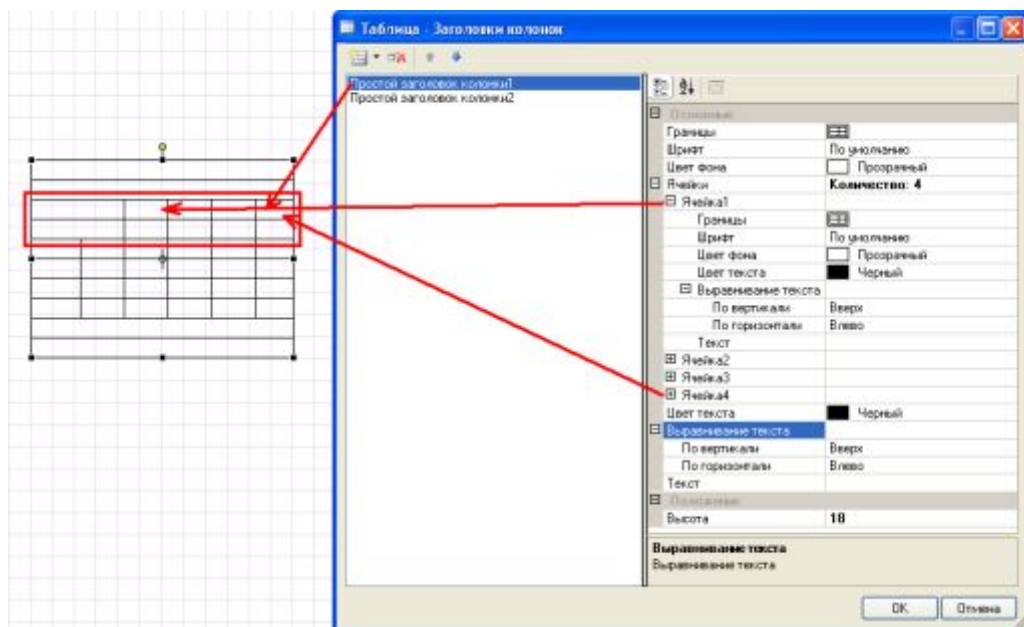 Таблица - Заголовки колонок
Простой заголовок колонки1
Простой заголовок колонки2
Основные
Границы
Шрифт По умолчанию
Цвет фона Прозрачный
Ячейки Количество: 4
Ячейка1
Границы
Шрифт По умолчанию
Цвет фона Прозрачный
Цвет текста Черный
Выравнивание текста
По вертикали Вверх
По горизонтали Влево
Текст
Ячейка2
Ячейка3
Ячейка4
Цвет текста Черный
Выравнивание текста
По вертикали Вверх
По горизонтали Влево
Текст
Положение
Высота 18
Выравнивание текста
Выравнивание текста
OK Отмена